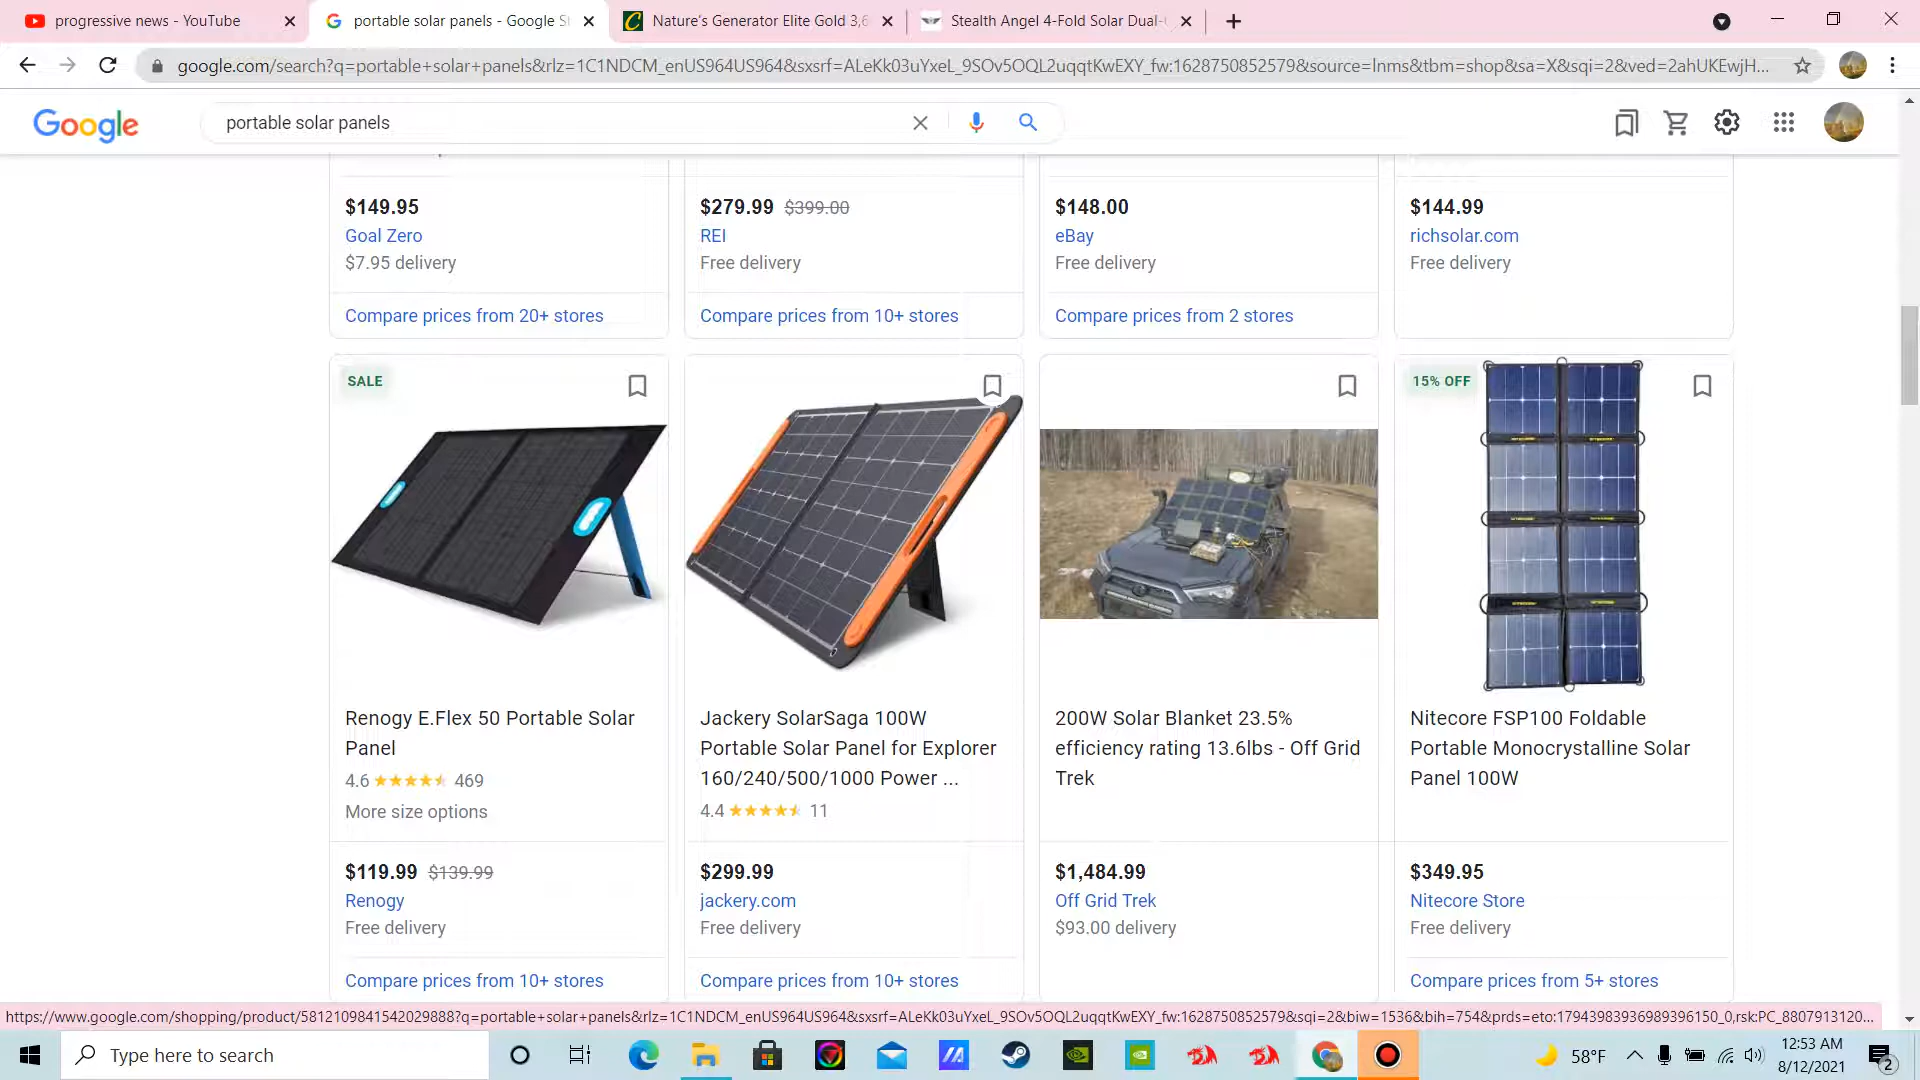 progressive news - YouTube
portable solar panels - Google S
Nature's Generator Elite Gold 3,6
Stealth Angel 4-Fold Solar Dual-
google.com/search?q=portable+solar+panels&rlz=1C1NDCM_enUS964US964&sxsrf=ALeKk03uYxeL_9SOv5OQL2uqqtKwEXY_fw:1628750852579&source=lnms&tbm=shop&sa=X&sqi=2&ved=2ahUKEwjH...
Google
portable solar panels
$149.95
Goal Zero
$7.95 delivery
Compare prices from 20+ stores
$279.99 $399.00
REI
Free delivery
Compare prices from 10+ stores
$148.00
eBay
Free delivery
Compare prices from 2 stores
$144.99
richsolar.com
Free delivery
SALE
Renogy E.Flex 50 Portable Solar
Panel
4.6 469
More size options
$119.99 $139.99
Renogy
Free delivery
Compare prices from 10+ stores
Jackery SolarSaga 100W
Portable Solar Panel for Explorer
160/240/500/1000 Power ...
4.4 11
$299.99
jackery.com
Free delivery
Compare prices from 10+ stores
200W Solar Blanket 23.5%
efficiency rating 13.6lbs - Off Grid
Trek
$1,484.99
Off Grid Trek
$93.00 delivery
15% OFF
Nitecore FSP100 Foldable
Portable Monocrystalline Solar
Panel 100W
$349.95
Nitecore Store
Free delivery
Compare prices from 5+ stores
https://www.google.com/shopping/product/5812109841542029888?q=portable+solar+panels&rlz=1C1NDCM_enUS964US964&sxsrf=ALeKk03uYxeL_9SOv5OQL2uqqtKwEXY_fw:1628750852579&sqi=2&biw=1536&bih=754&prds=eto:17943983936989396150_0,rsk:PC_8807913120...
Type here to search
58°F
12:53 AM
8/12/2021
2